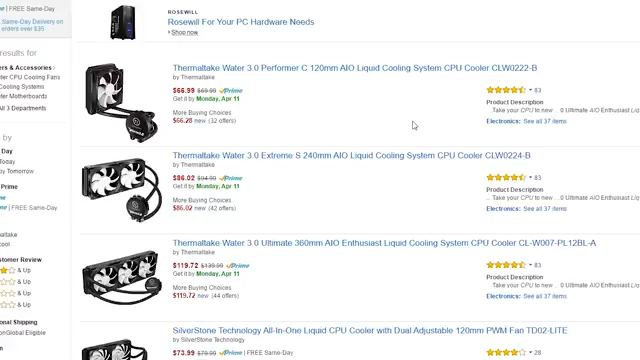 | FREE Same-Day
Same-Day Delivery on
orders over $35
results for
rs & Accessories ›
ter CPU Cooling Fans
ter Motherboards
All 3 Departments
by
Day
Today
by Tomorrow
Prime
| FREE Same-Day
ltake
cool
stomer Review
& Up
& Up
& Up
& Up
onal Shipping
onGlobal Eligible
on
ROSEWILL
Rosewill For Your PC Hardware Needs
› Shop now
Thermaltake Water 3.0 Performer C 120mm AIO Liquid Cooling System CPU Cooler CLW0222-B
by Thermaltake
$66.99 $69.99 Prime
Get it by Monday, Apr 11
More Buying Choices
$66.28 new (32 offers)
63
Product Description
... Take your CPU to new ... 0 Ultimate AIO Enthusiast Liq
Electronics: See all 37 items
Thermaltake Water 3.0 Extreme S 240mm AIO Liquid Cooling System CPU Cooler CLW0224-B
by Thermaltake
$86.02 $94.99 Prime
Get it by Monday, Apr 11
More Buying Choices
$86.02 new (42 offers)
83
Product Description
... Take your CPU to new ... 0 Ultimate AIO Enthusiast Liq
Electronics: See all 37 items
Thermaltake Water 3.0 Ultimate 360mm AIO Enthusiast Liquid Cooling System CPU Cooler CL-W007-PL12BL-A
by Thermaltake
$119.72 $139.99 Prime
Get it by Monday, Apr 11
More Buying Choices
$119.72 new (44 offers)
83
Product Description
... Take your CPU to new ... 0 Ultimate AIO Enthusiast Liq
Electronics: See all 37 items
SilverStone Technology All-In-One Liquid CPU Cooler with Dual Adjustable 120mm PWM Fan TD02-LITE
by SilverStone Technology
$73.99 $79.99 Prime | FREE Same-Day
28